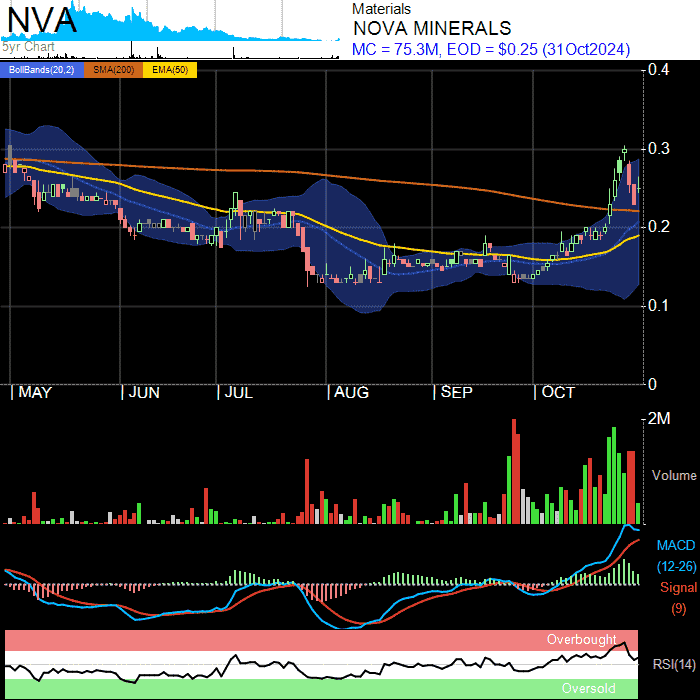 NVA
5yr Chart
Materials
NOVA MINERALS
MC = 75.3M, EOD = $0.25 (31Oct2024)
BollBands(20,2) SMA(200) EMA(50)
0.4
0.3
0.2
0.1
0
MAY JUN JUL AUG SEP OCT
2M
Volume
MACD
(12-26)
Signal
(9)
Overbought
RSI(14)
Oversold